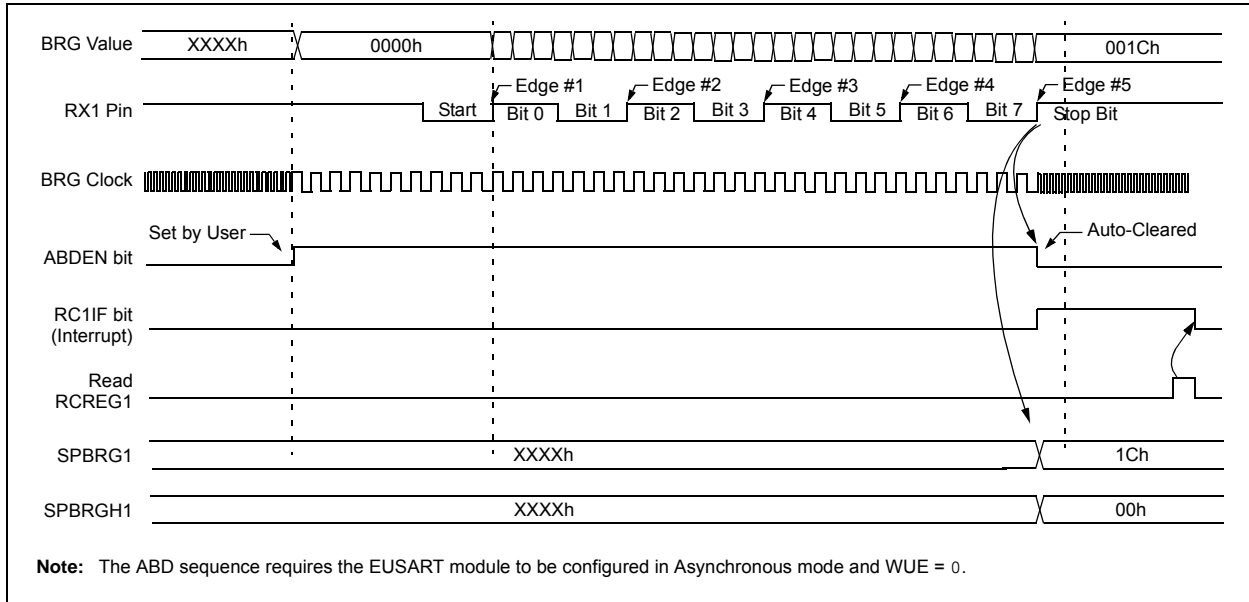 BRG Value XXXXh 0000h 001Ch
Edge #1 Edge #2 Edge #3 Edge #4 Edge #5
RX1 Pin Start Bit 0 Bit 1 Bit 2 Bit 3 Bit 4 Bit 5 Bit 6 Bit 7 Stop Bit
BRG Clock
Set by User Auto-Cleared
ABDEN bit
RC1IF bit
(Interrupt)
Read
RCREG1
SPBRG1 XXXXh 1Ch
SPBRGH1 XXXXh 00h
Note: The ABD sequence requires the EUSART module to be configured in Asynchronous mode and WUE = 0.